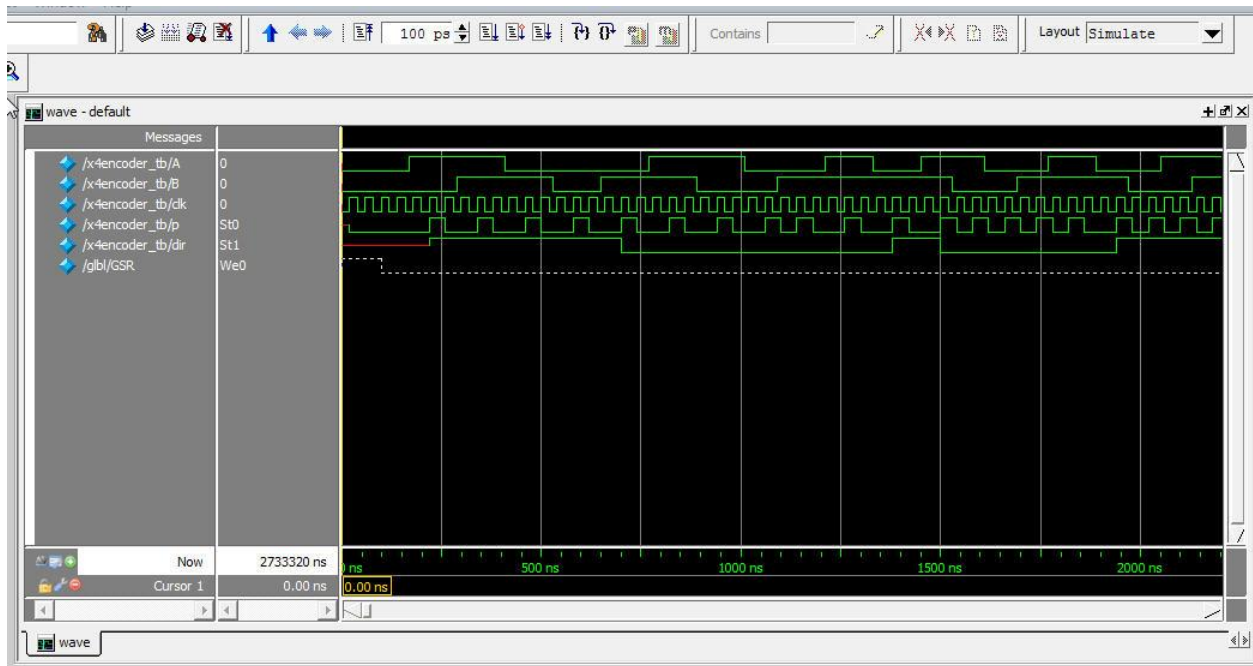 100 ps
Contains
Layout Simulate
wave - default
Messages
/x4encoder_tb/A 0
/x4encoder_tb/B 0
/x4encoder_tb/clk 0
/x4encoder_tb/p St0
/x4encoder_tb/dir St1
/glbl/GSR We0
Now 2733320 ns ns 500 ns 1000 ns 1500 ns 2000 ns
Cursor 1 0.00 ns 0.00 ns
wave